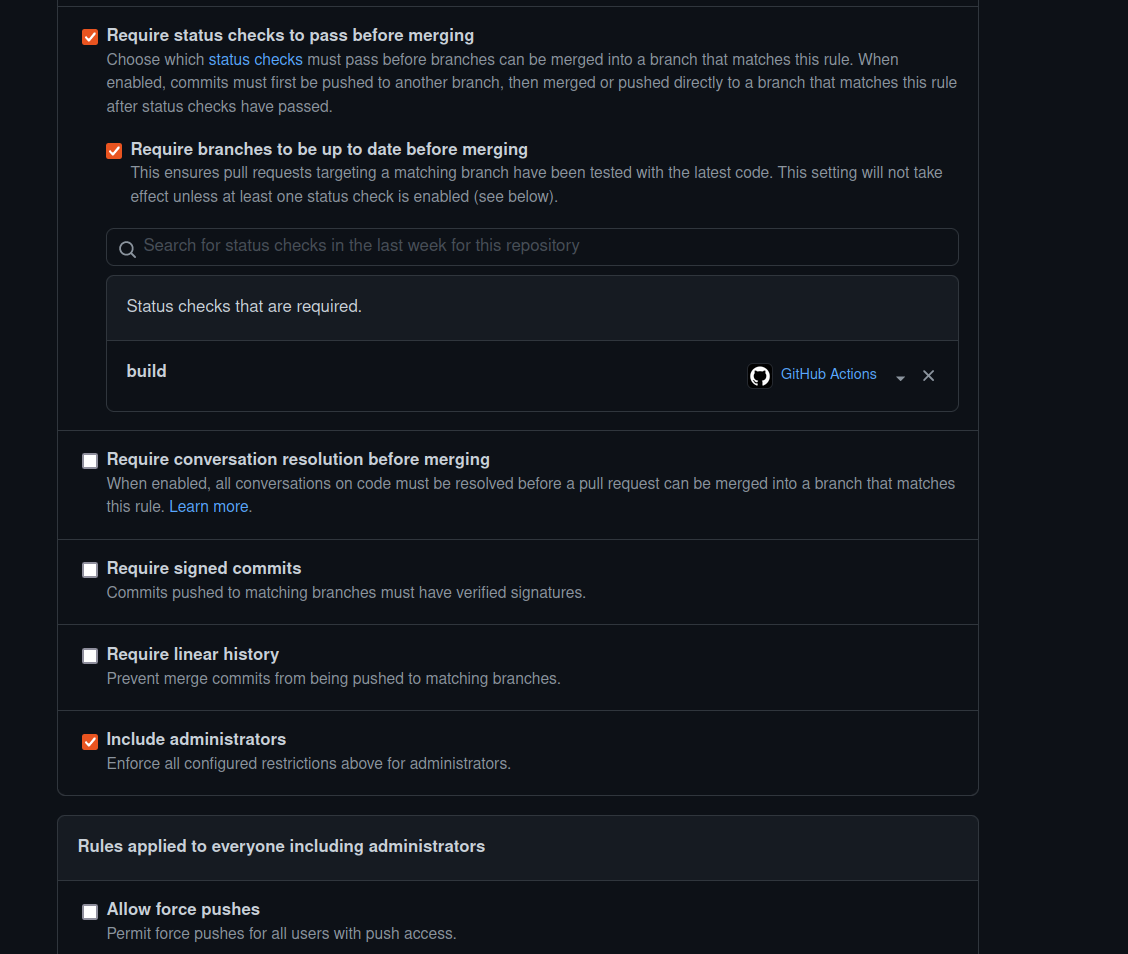 Require status checks to pass before merging
Choose which status checks must pass before branches can be merged into a branch that matches this rule. When
enabled, commits must first be pushed to another branch, then merged or pushed directly to a branch that matches this rule
after status checks have passed.
Require branches to be up to date before merging
This ensures pull requests targeting a matching branch have been tested with the latest code. This setting will not take
effect unless at least one status check is enabled (see below).
Search for status checks in the last week for this repository
Status checks that are required.
build
GitHub Actions
Require conversation resolution before merging
When enabled, all conversations on code must be resolved before a pull request can be merged into a branch that matches
this rule. Learn more.
Require signed commits
Commits pushed to matching branches must have verified signatures.
Require linear history
Prevent merge commits from being pushed to matching branches.
Include administrators
Enforce all configured restrictions above for administrators.
Rules applied to everyone including administrators
Allow force pushes
Permit force pushes for all users with push access.